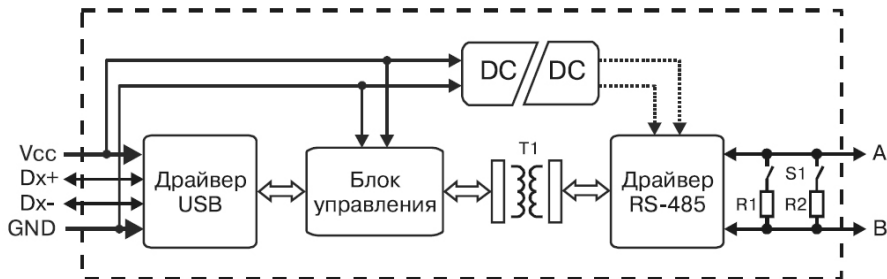 DC
DC
Vcc
Dx+
Dx-
GND
Драйвер
USB
Блок
управления
T1
Драйвер
RS-485
S1
R1
R2
A
B